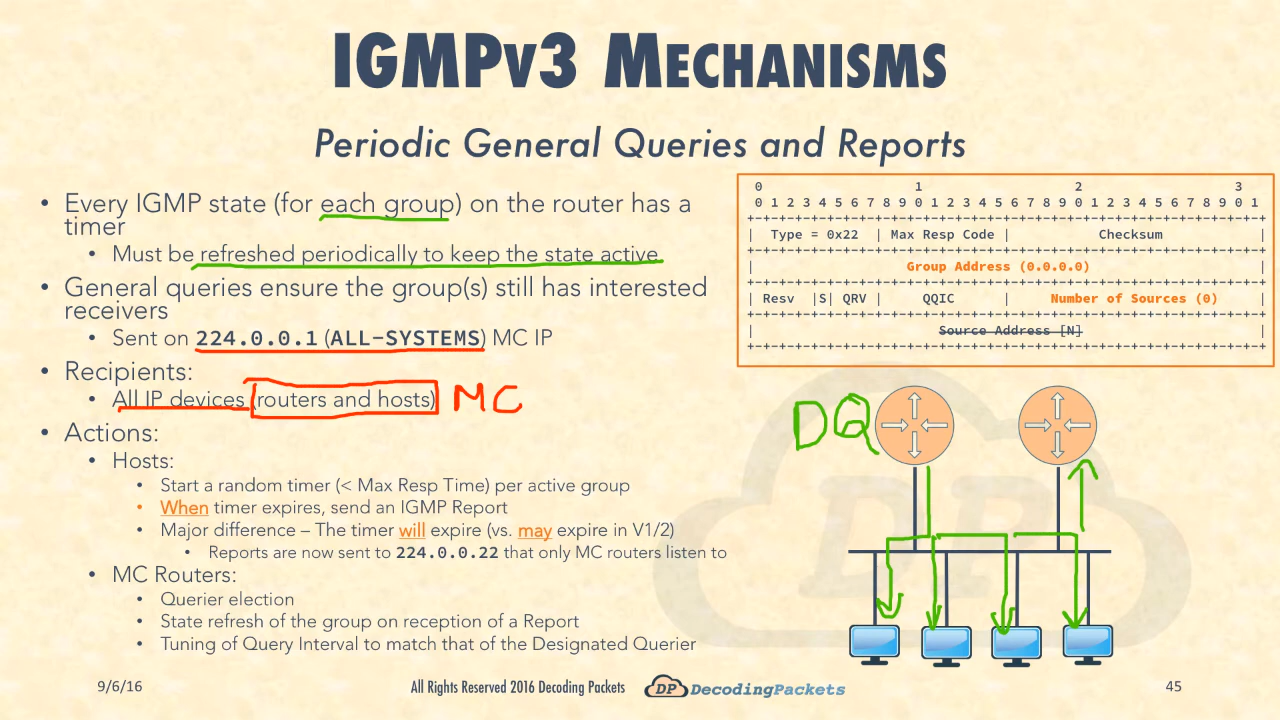 IGMPv3 Mechanisms
Periodic General Queries and Reports
• Every IGMP state (for each group) on the router has a
timer
• Must be refreshed periodically to keep the state active
• General queries ensure the group(s) still has interested
receivers
• Sent on 224.0.0.1 (ALL-SYSTEMS) MC IP
• Recipients:
• All IP devices (routers and hosts) MC
• Actions:
• Hosts:
• Start a random timer (< Max Resp Time) per active group
• When timer expires, send an IGMP Report
• Major difference – The timer will expire (vs. may expire in V1/2)
• Reports are now sent to 224.0.0.22 that only MC routers listen to
• MC Routers:
• Querier election
• State refresh of the group on reception of a Report
• Tuning of Query Interval to match that of the Designated Querier
0 1 2 3
0 1 2 3 4 5 6 7 8 9 0 1 2 3 4 5 6 7 8 9 0 1 2 3 4 5 6 7 8 9 0 1
+-+-+-+-+-+-+-+-+-+-+-+-+-+-+-+-+-+-+-+-+-+-+-+-+-+-+-+-+-+-+-+-+
| Type = 0x22 | Max Resp Code | Checksum |
+-+-+-+-+-+-+-+-+-+-+-+-+-+-+-+-+-+-+-+-+-+-+-+-+-+-+-+-+-+-+-+-+
| Group Address (0.0.0.0) |
+-+-+-+-+-+-+-+-+-+-+-+-+-+-+-+-+-+-+-+-+-+-+-+-+-+-+-+-+-+-+-+-+
| Resv |S| QRV | QQIC | Number of Sources (0) |
+-+-+-+-+-+-+-+-+-+-+-+-+-+-+-+-+-+-+-+-+-+-+-+-+-+-+-+-+-+-+-+-+
| Source Address [N] |
+-+-+-+-+-+-+-+-+-+-+-+-+-+-+-+-+-+-+-+-+-+-+-+-+-+-+-+-+-+-+-+-+
DQ
DP
9/6/16
All Rights Reserved 2016 Decoding Packets
DP DecodingPackets
45